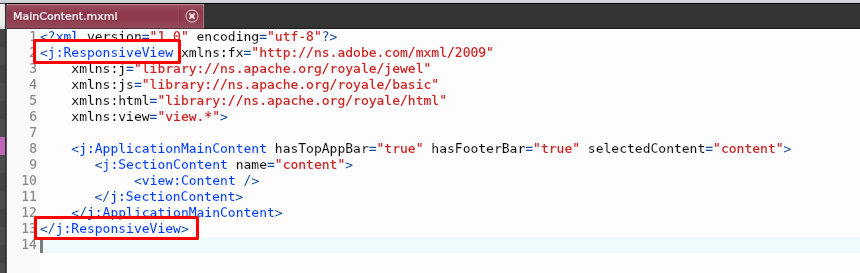 MainContent.mxml
1 <?xml version="1.0" encoding="utf-8"?>
2 <j:ResponsiveView xmlns:fx="http://ns.adobe.com/mxml/2009"
3 xmlns:j="library://ns.apache.org/royale/jewel"
4 xmlns:js="library://ns.apache.org/royale/basic"
5 xmlns:html="library://ns.apache.org/royale/html"
6 xmlns:view="view.*">
7
8 <j:ApplicationMainContent hasTopAppBar="true" hasFooterBar="true" selectedContent="content">
9 <j:SectionContent name="content">
10 <view:Content />
11 </j:SectionContent>
12 </j:ApplicationMainContent>
13 </j:ResponsiveView>
14